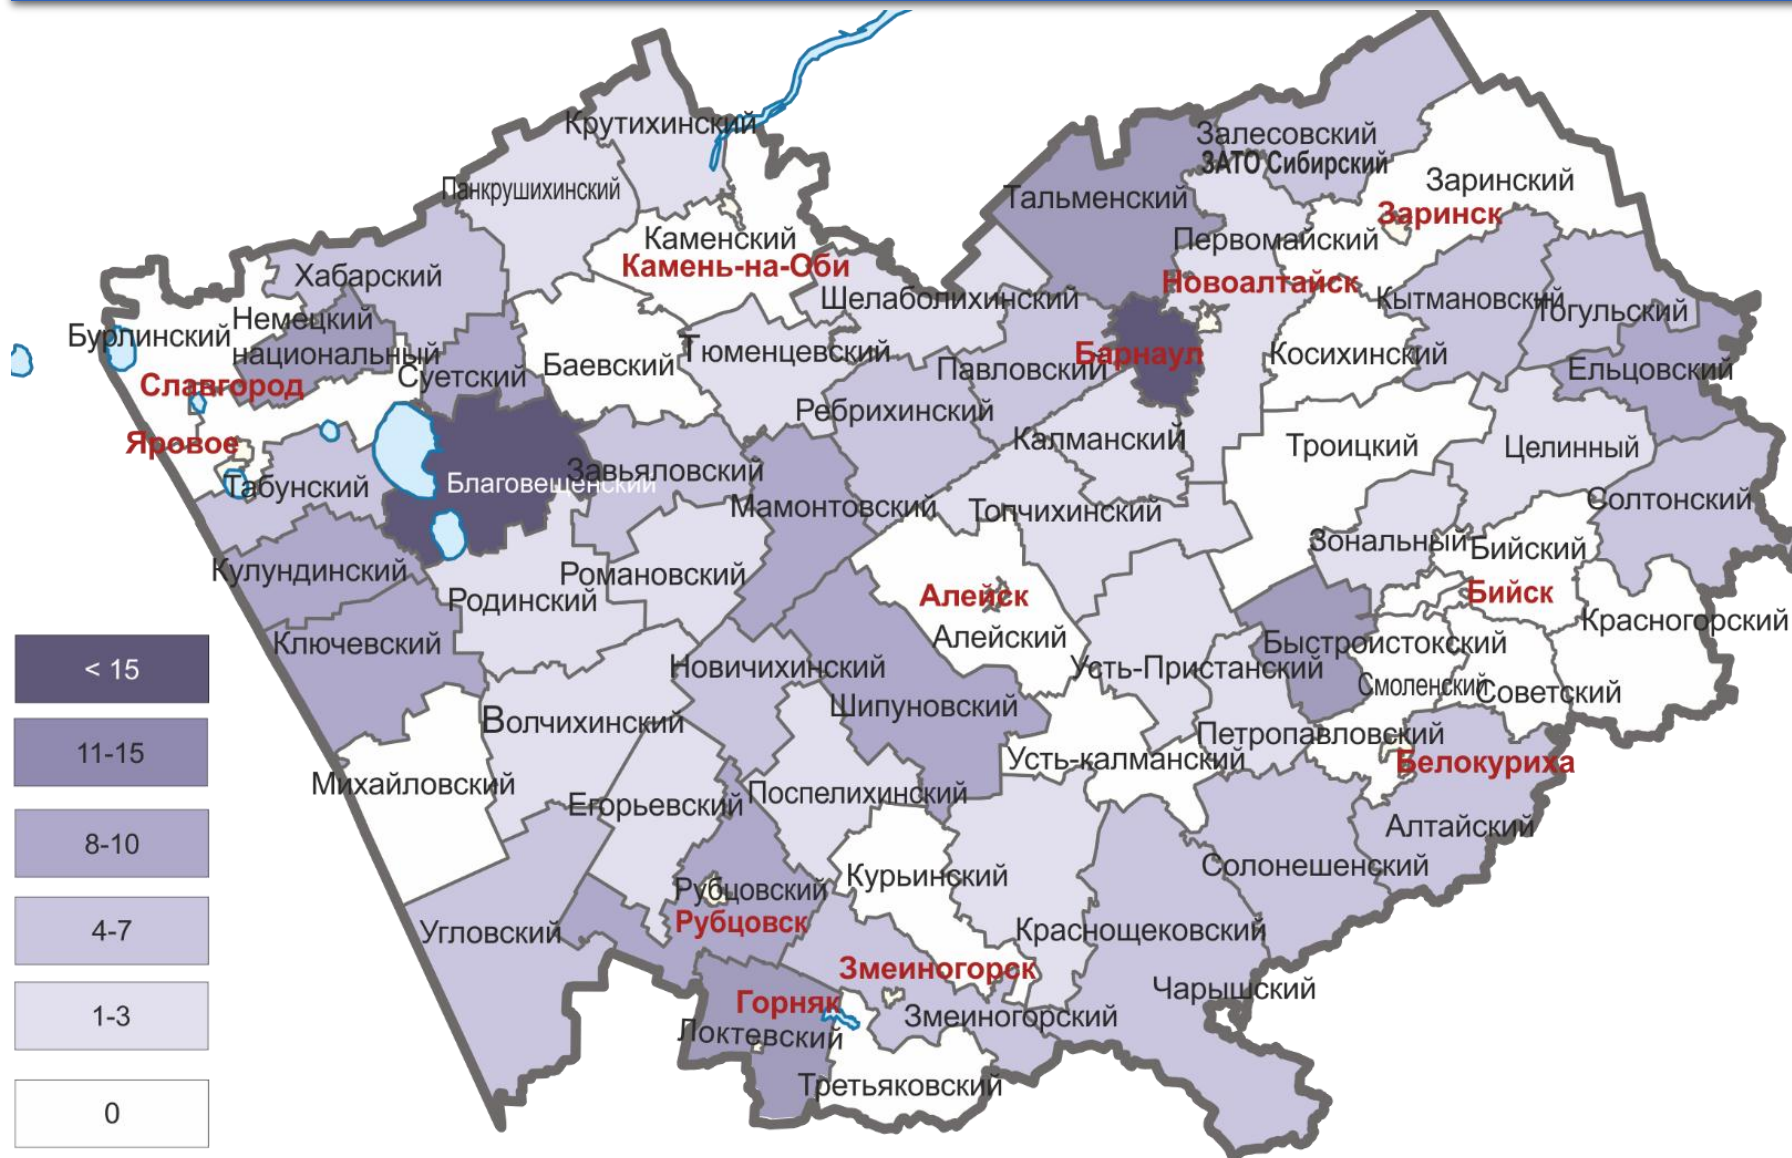 Крутихинский
Залесовский
ЗАТО Сибирский
Панкрушихинский
Тальменский
Заринский
Заринск
Каменский
Камень-на-Оби
Первомайский
Новоалтайск
Хабарский
Шелаболихинский
Кытмановский
Тогульский
Бурлинский
Немецкий
национальный
Славгород
Суетский
Баевский
Тюменцевский
Павловский
Барнаул
Косихинский
Ельцовский
Ребрихинский
Калманский
Троицкий
Целинный
Яровое
Табунский
Благовещенский
Завьяловский
Мамонтовский
Топчихинский
Солтонский
Зональный
Бийский
Бийск
Кулундинский
Родинский
Романовский
Алейск
Алейский
Красногорский
Ключевский
Новичихинский
Усть-Пристанский
Быстроистокский
Смоленский
Советский
Волчихинский
Шипуновский
Петропавловский
Белокуриха
Усть-калманский
Михайловский
Егорьевский
Поспелихинский
Алтайский
Солонешенский
Курьинский
Рубцовский
Рубцовск
Угловский
Краснощековский
Змеиногорск
Чарышский
Горняк
Локтевский
Змеиногорский
Третьяковский
< 15
11-15
8-10
4-7
1-3
0